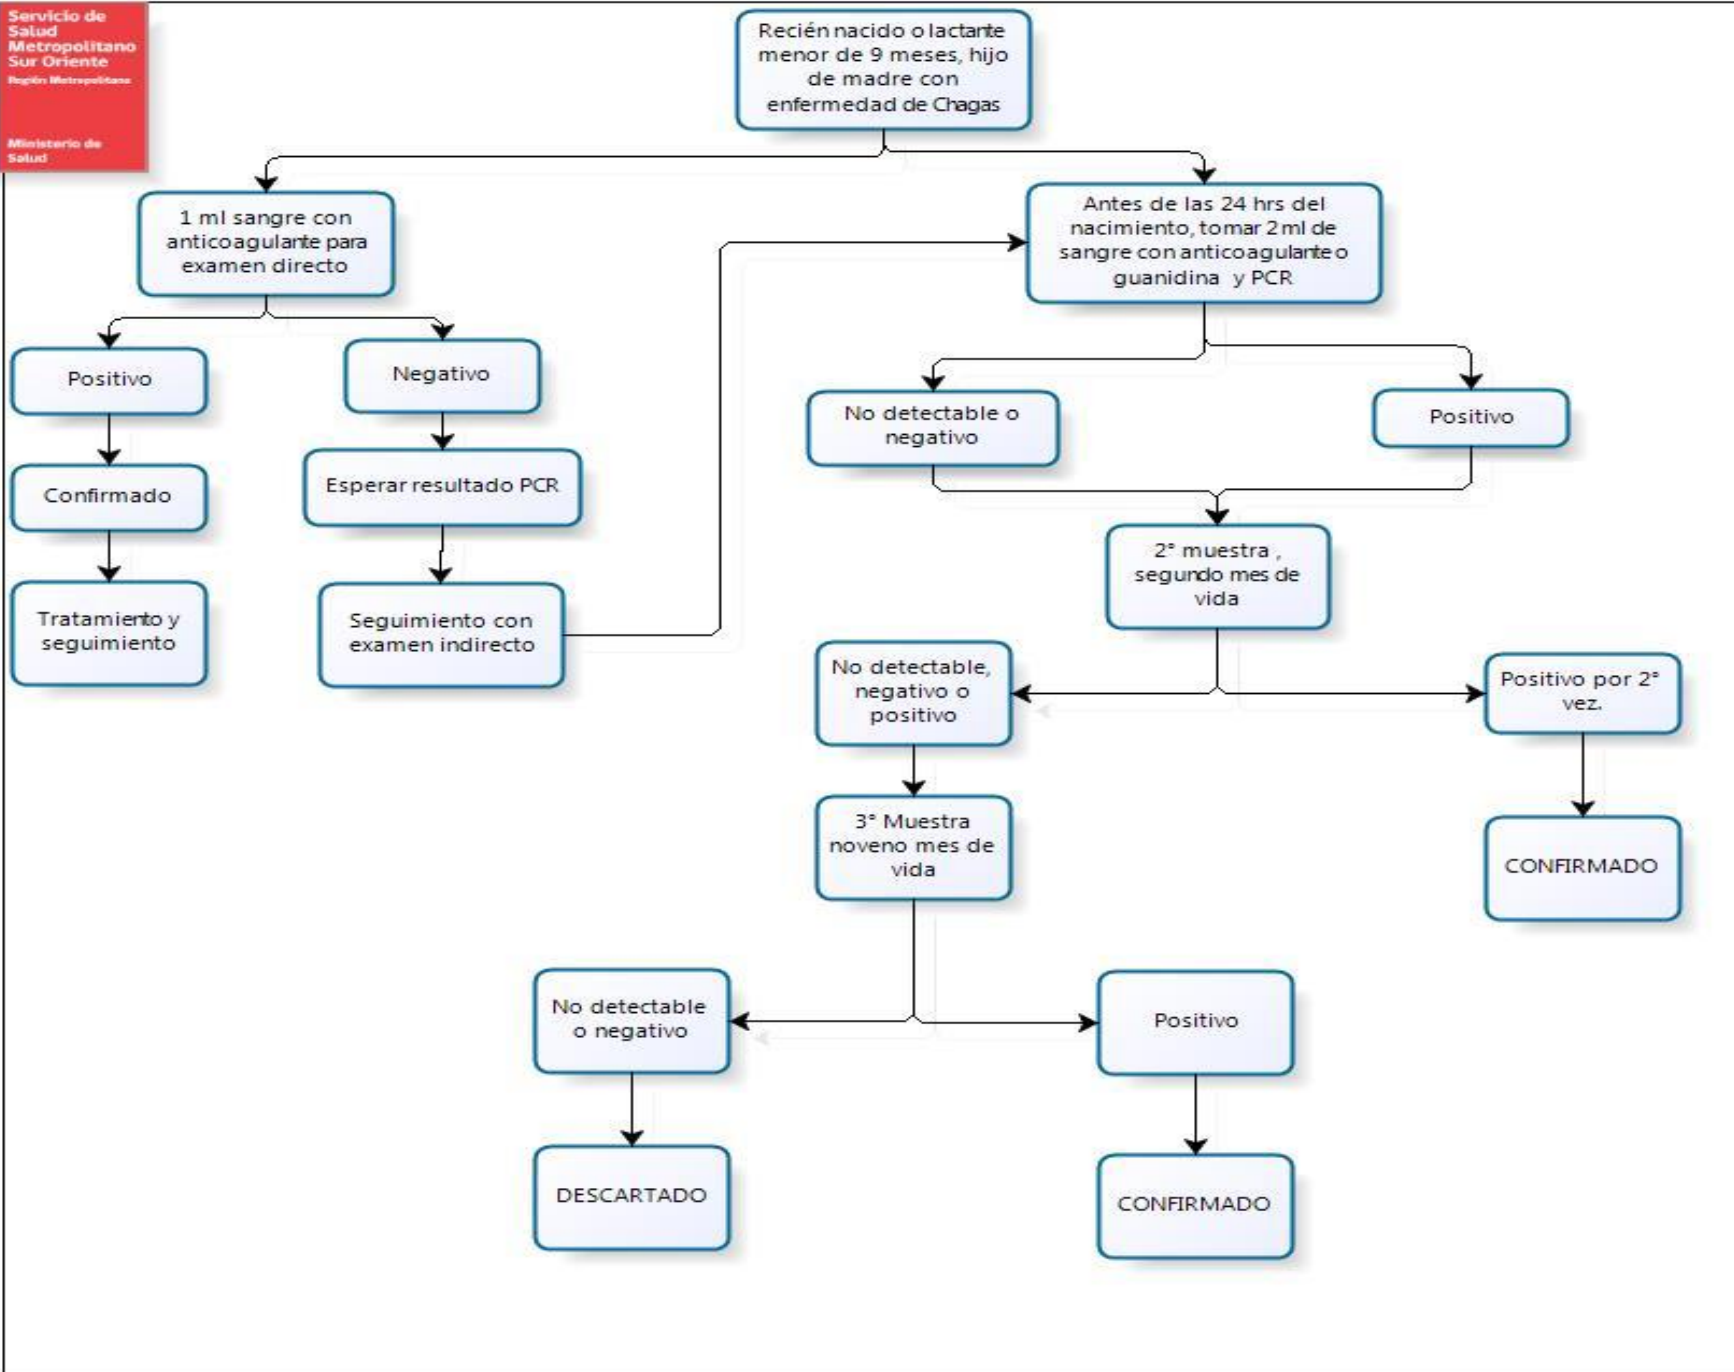 Servicio de
Salud
Metropolitano
Sur Oriente
Región Metropolitana
Ministerio de
Salud
Recién nacido o lactante
menor de 9 meses, hijo
de madre con
enfermedad de Chagas
1 ml sangre con
anticoagulante para
examen directo
Antes de las 24 hrs del
nacimiento, tomar 2 ml de
sangre con anticoagulante o
guanidina y PCR
Positivo
Negativo
No detectable o
negativo
Positivo
Confirmado
Esperar resultado PCR
2° muestra ,
segundo mes de
vida
Tratamiento y
seguimiento
Seguimiento con
examen indirecto
No detectable,
negativo o
positivo
Positivo por 2°
vez.
3° Muestra
noveno mes de
vida
CONFIRMADO
No detectable
o negativo
Positivo
DESCARTADO
CONFIRMADO